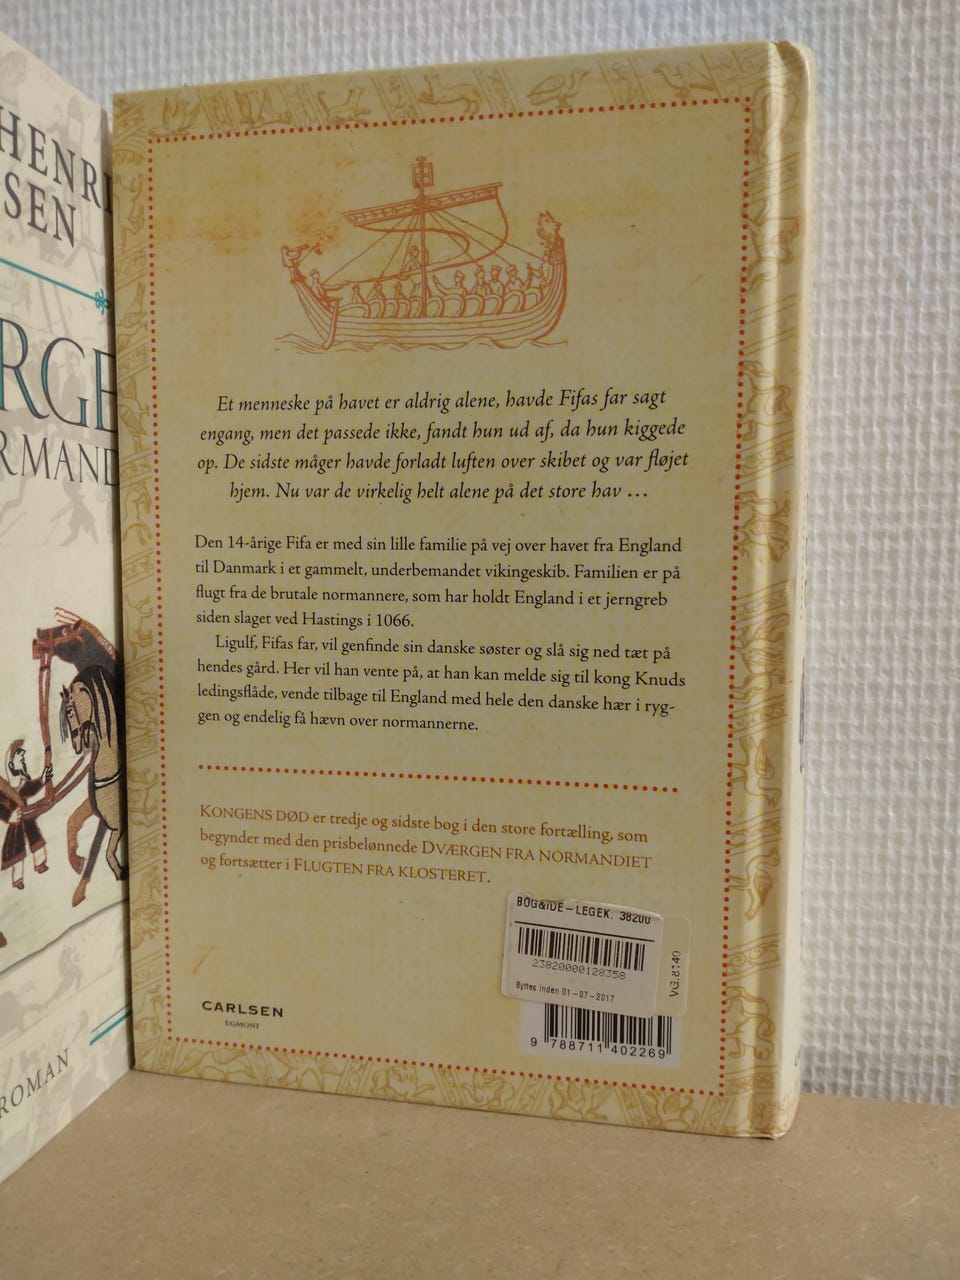 HENRI
SEN
RGE
RMAND
ROMAN
Et menneske på havet er aldrig alene, havde Fifas far sagt
engang, men det passede ikke, fandt hun ud af, da hun kiggede
op. De sidste måger havde forladt luften over skibet og var fløjet
hjem. Nu var de virkelig helt alene på det store hav ...
Den 14-årige Fifa er med sin lille familie på vej over havet fra England
til Danmark i et gammelt, underbemandet vikingeskib. Familien er på
flugt fra de brutale normannere, som har holdt England i et jerngreb
siden slaget ved Hastings i 1066.
Ligulf, Fifas far, vil genfinde sin danske søster og slå sig ned tæt på
hendes gård. Her vil han vente på, at han kan melde sig til kong Knuds
ledingsflåde, vende tilbage til England med hele den danske hær i ryg-
gen og endelig få hævn over normannerne.
KONGENS DØD er tredje og sidste bog i den store fortælling, som
begynder med den prisbelønnede DVÆRGEN FRA NORMANDIET
og fortsætter i FLUGTEN FRA KLOSTERET.
BOG&IDE-LEGEK. 38200
23820000128358
Byttes inden 01-07-2017
VG.8140
CARLSEN
EGMONT
9 788711 402269